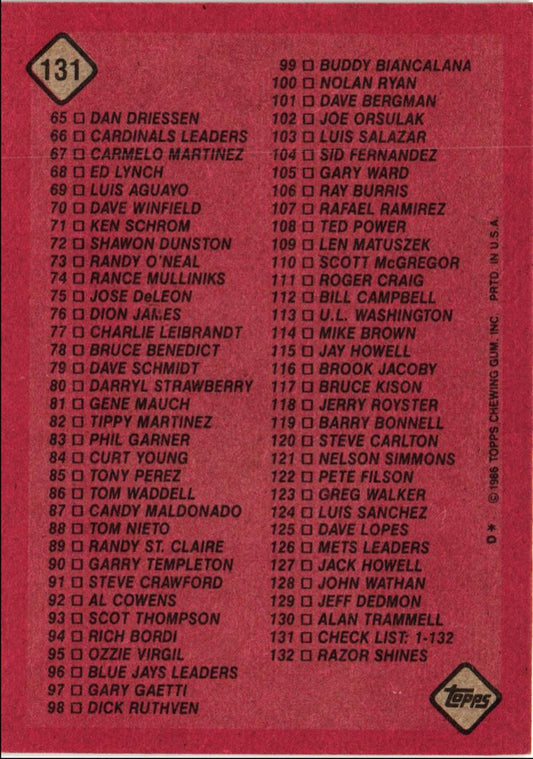 131
65 □ DAN DRIESSEN
66 □ CARDINALS LEADERS
67 □ CARMELO MARTINEZ
68 □ ED LYNCH
69 □ LUIS AGUAYO
70 □ DAVE WINFIELD
71 □ KEN SCHROM
72 □ SHAWON DUNSTON
73 □ RANDY O'NEAL
74 □ RANCE MULLINIKS
75 □ JOSE DeLEON
76 □ DION JAMES
77 □ CHARLIE LEIBRANDT
78 □ BRUCE BENEDICT
79 □ DAVE SCHMIDT
80 □ DARRYL STRAWBERRY
81 □ GENE MAUCH
82 □ TIPPY MARTINEZ
83 □ PHIL GARNER
84 □ CURT YOUNG
85 □ TONY PEREZ
86 □ TOM WADDELL
87 □ CANDY MALDONADO
88 □ TOM NIETO
89 □ RANDY ST. CLAIRE
90 □ GARRY TEMPLETON
91 □ STEVE CRAWFORD
92 □ AL COWENS
93 □ SCOT THOMPSON
94 □ RICH BORDI
95 □ OZZIE VIRGIL
96 □ BLUE JAYS LEADERS
97 □ GARY GAETTI
98 □ DICK RUTHVEN
99 □ BUDDY BIANCALANA
100 □ NOLAN RYAN
101 □ DAVE BERGMAN
102 □ JOE ORSULAK
103 □ LUIS SALAZAR
104 □ SID FERNANDEZ
105 □ GARY WARD
106 □ RAY BURRIS
107 □ RAFAEL RAMIREZ
108 □ TED POWER
109 □ LEN MATUSZEK
110 □ SCOTT McGREGOR
111 □ ROGER CRAIG
112 □ BILL CAMPBELL
113 □ U.L. WASHINGTON
114 □ MIKE BROWN
115 □ JAY HOWELL
116 □ BROOK JACOBY
117 □ BRUCE KISON
118 □ JERRY ROYSTER
119 □ BARRY BONNELL
120 □ STEVE CARLTON
121 □ NELSON SIMMONS
122 □ PETE FILSON
123 □ GREG WALKER
124 □ LUIS SANCHEZ
125 □ DAVE LOPES
126 □ METS LEADERS
127 □ JACK HOWELL
128 □ JOHN WATHAN
129 □ JEFF DEDMON
130 □ ALAN TRAMMELL
131 □ CHECK LIST: 1-132
132 □ RAZOR SHINES
D* © 1986 TOPPS CHEWING GUM, INC PRTD. IN U.S.A.
topps